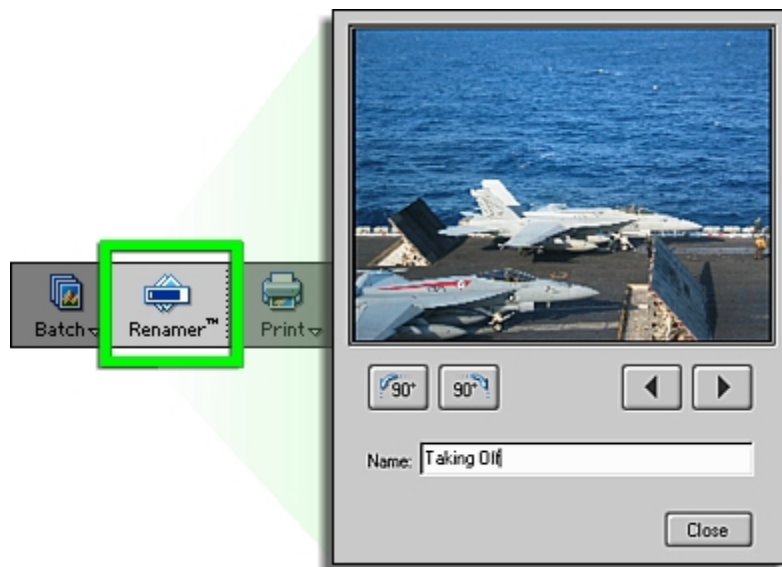 Batch
Renamer™
Print
90°
90°
Name: Taking Off
Close